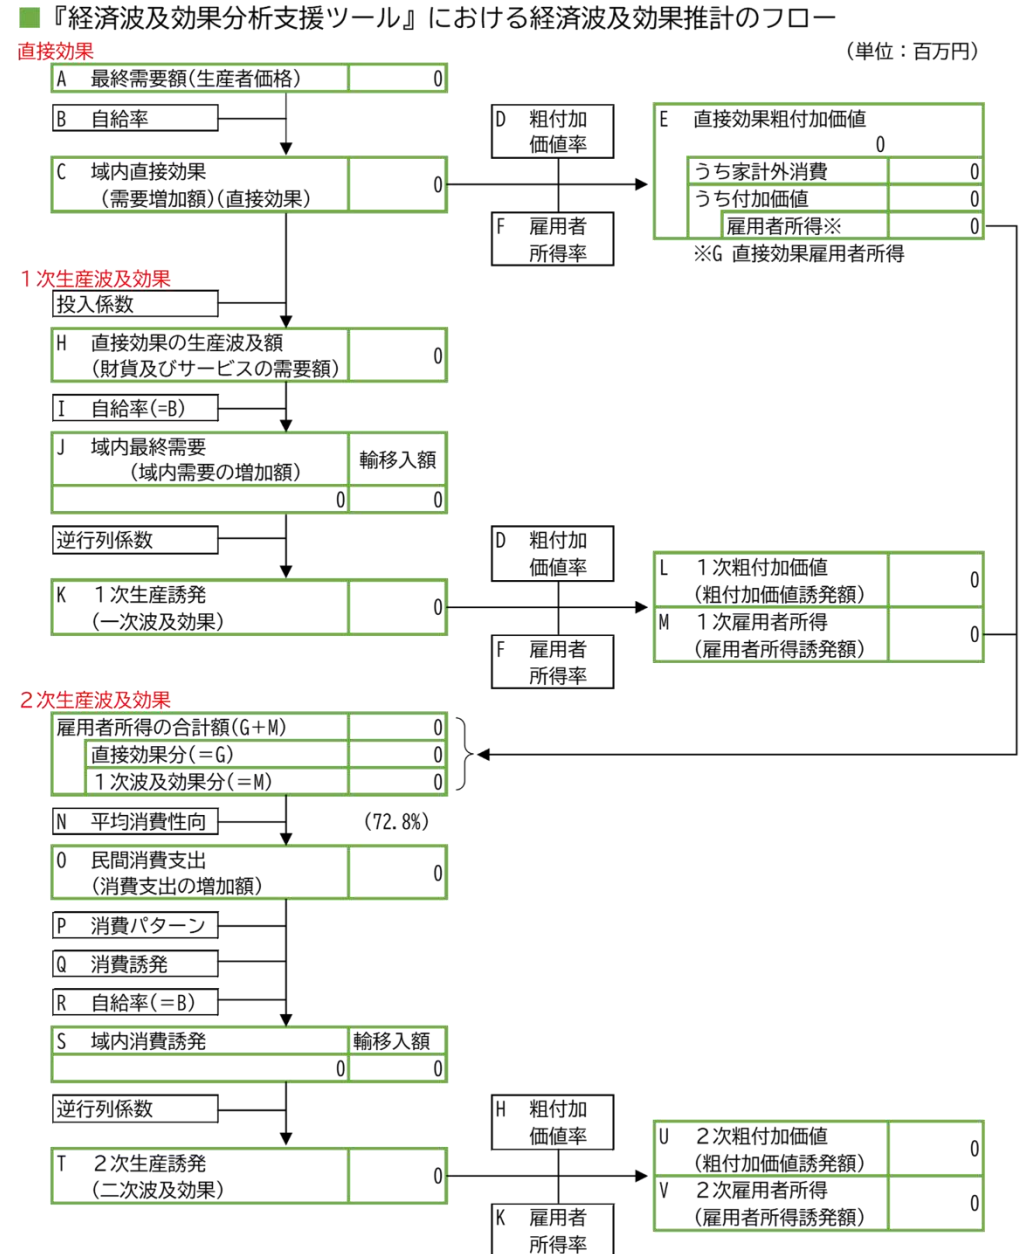 ■『経済波及効果分析支援ツール』における経済波及効果推計のフロー
直接効果
（単位：百万円）
A 最終需要額(生産者価格) 0
B 自給率
D 粗付加
価値率
E 直接効果粗付加価値
0
C 域内直接効果
(需要増加額)(直接効果)
0
うち家計外消費 0
うち付加価値 0
雇用者所得※ 0
F 雇用者
所得率
※G 直接効果雇用者所得
１次生産波及効果
投入係数
H 直接効果の生産波及額
(財貨及びサービスの需要額)
0
I 自給率(=B)
J 域内最終需要
(域内需要の増加額)
輸移入額
0 0
逆行列係数
D 粗付加
価値率
K １次生産誘発
(一次波及効果)
0
L １次粗付加価値
(粗付加価値誘発額)
0
M １次雇用者所得
(雇用者所得誘発額)
0
F 雇用者
所得率
２次生産波及効果
雇用者所得の合計額(G＋M) 0
直接効果分(＝G) 0
１次波及効果分(＝M) 0
N 平均消費性向 (72.8%)
O 民間消費支出
(消費支出の増加額)
0
P 消費パターン
Q 消費誘発
R 自給率(＝B)
S 域内消費誘発 輸移入額
0 0
逆行列係数
H 粗付加
価値率
T ２次生産誘発
(二次波及効果)
0
U ２次粗付加価値
(粗付加価値誘発額)
0
V ２次雇用者所得
(雇用者所得誘発額)
0
K 雇用者
所得率